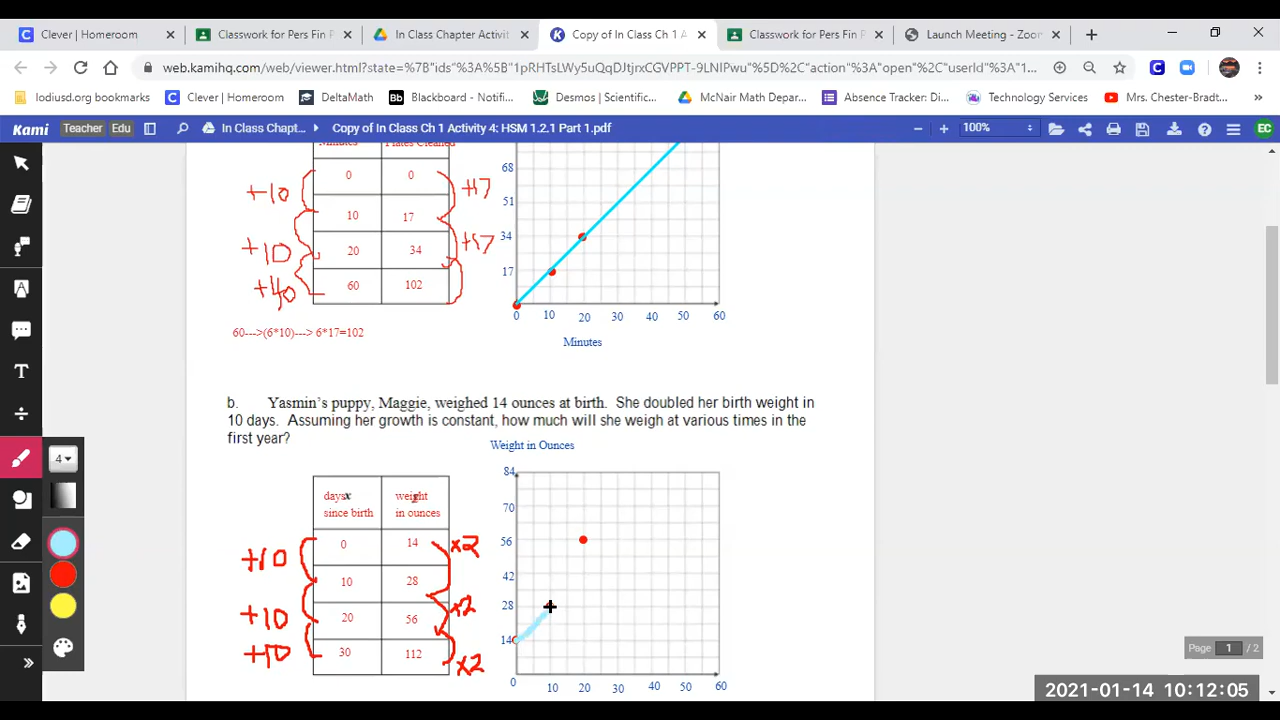 Clever | Homeroom
Classwork for Pers Fin P
In Class Chapter Activit
Copy of In Class Ch 1 A
Classwork for Pers Fin P
Launch Meeting - Zoo
web.kamihq.com/web/viewer.html?state=%7B"ids"%3A%5B"1pRHTsLWy5uQqDJtjrxCGVPPT-9LNIPwu"%5D%2C"action"%3A"open"%2C"userId"%3A"1...
lodiusd.org bookmarks
Clever | Homeroom
DeltaMath
Blackboard - Notifi...
Desmos | Scientific...
McNair Math Depar...
Absence Tracker: Di...
Technology Services
Mrs. Chester-Bradt...
Kami Teacher Edu
In Class Chapt...
Copy of In Class Ch 1 Activity 4: HSM 1.2.1 Part 1.pdf
100%
EC
Minutes Plates Cleaned
0 0
10 17
20 34
60 102
+10
+10
+40
+17
+17
60--->(6*10)---> 6*17=102
68
51
34
17
0 10 20 30 40 50 60
Minutes
b. Yasmin's puppy, Maggie, weighed 14 ounces at birth. She doubled her birth weight in
10 days. Assuming her growth is constant, how much will she weigh at various times in the
first year?
Weight in Ounces
days x weight y
since birth in ounces
0 14
10 28
20 56
30 112
+10
+10
+10
x2
x2
x2
84
70
56
42
28
14
0 10 20 30 40 50 60
4
Page 1 / 2
2021-01-14 10:12:05